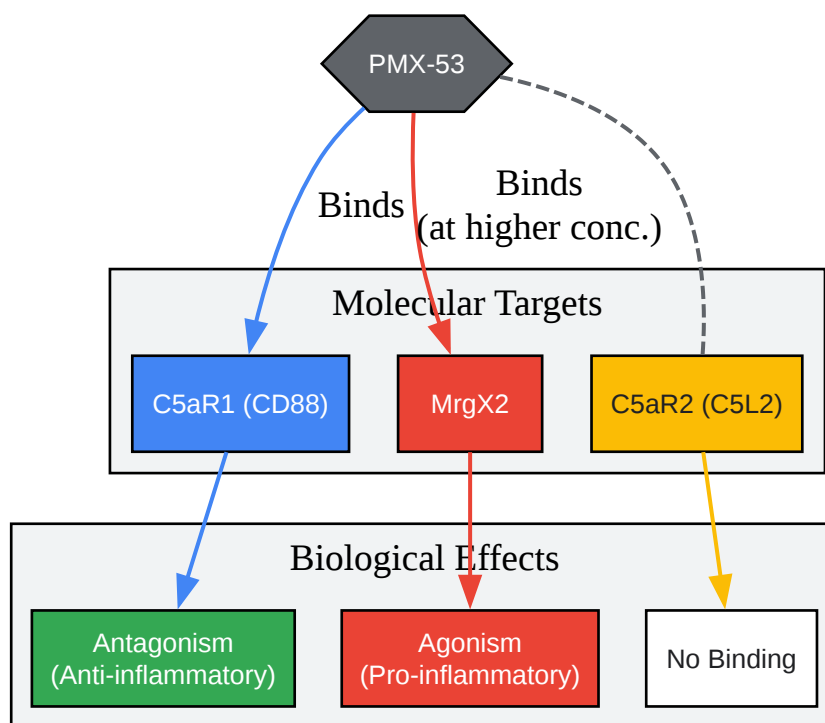 PMX-53
Binds
Binds
(at higher conc.)
Molecular Targets
C5aR1 (CD88)
MrgX2
C5aR2 (C5L2)
Biological Effects
Antagonism
(Anti-inflammatory)
Agonism
(Pro-inflammatory)
No Binding